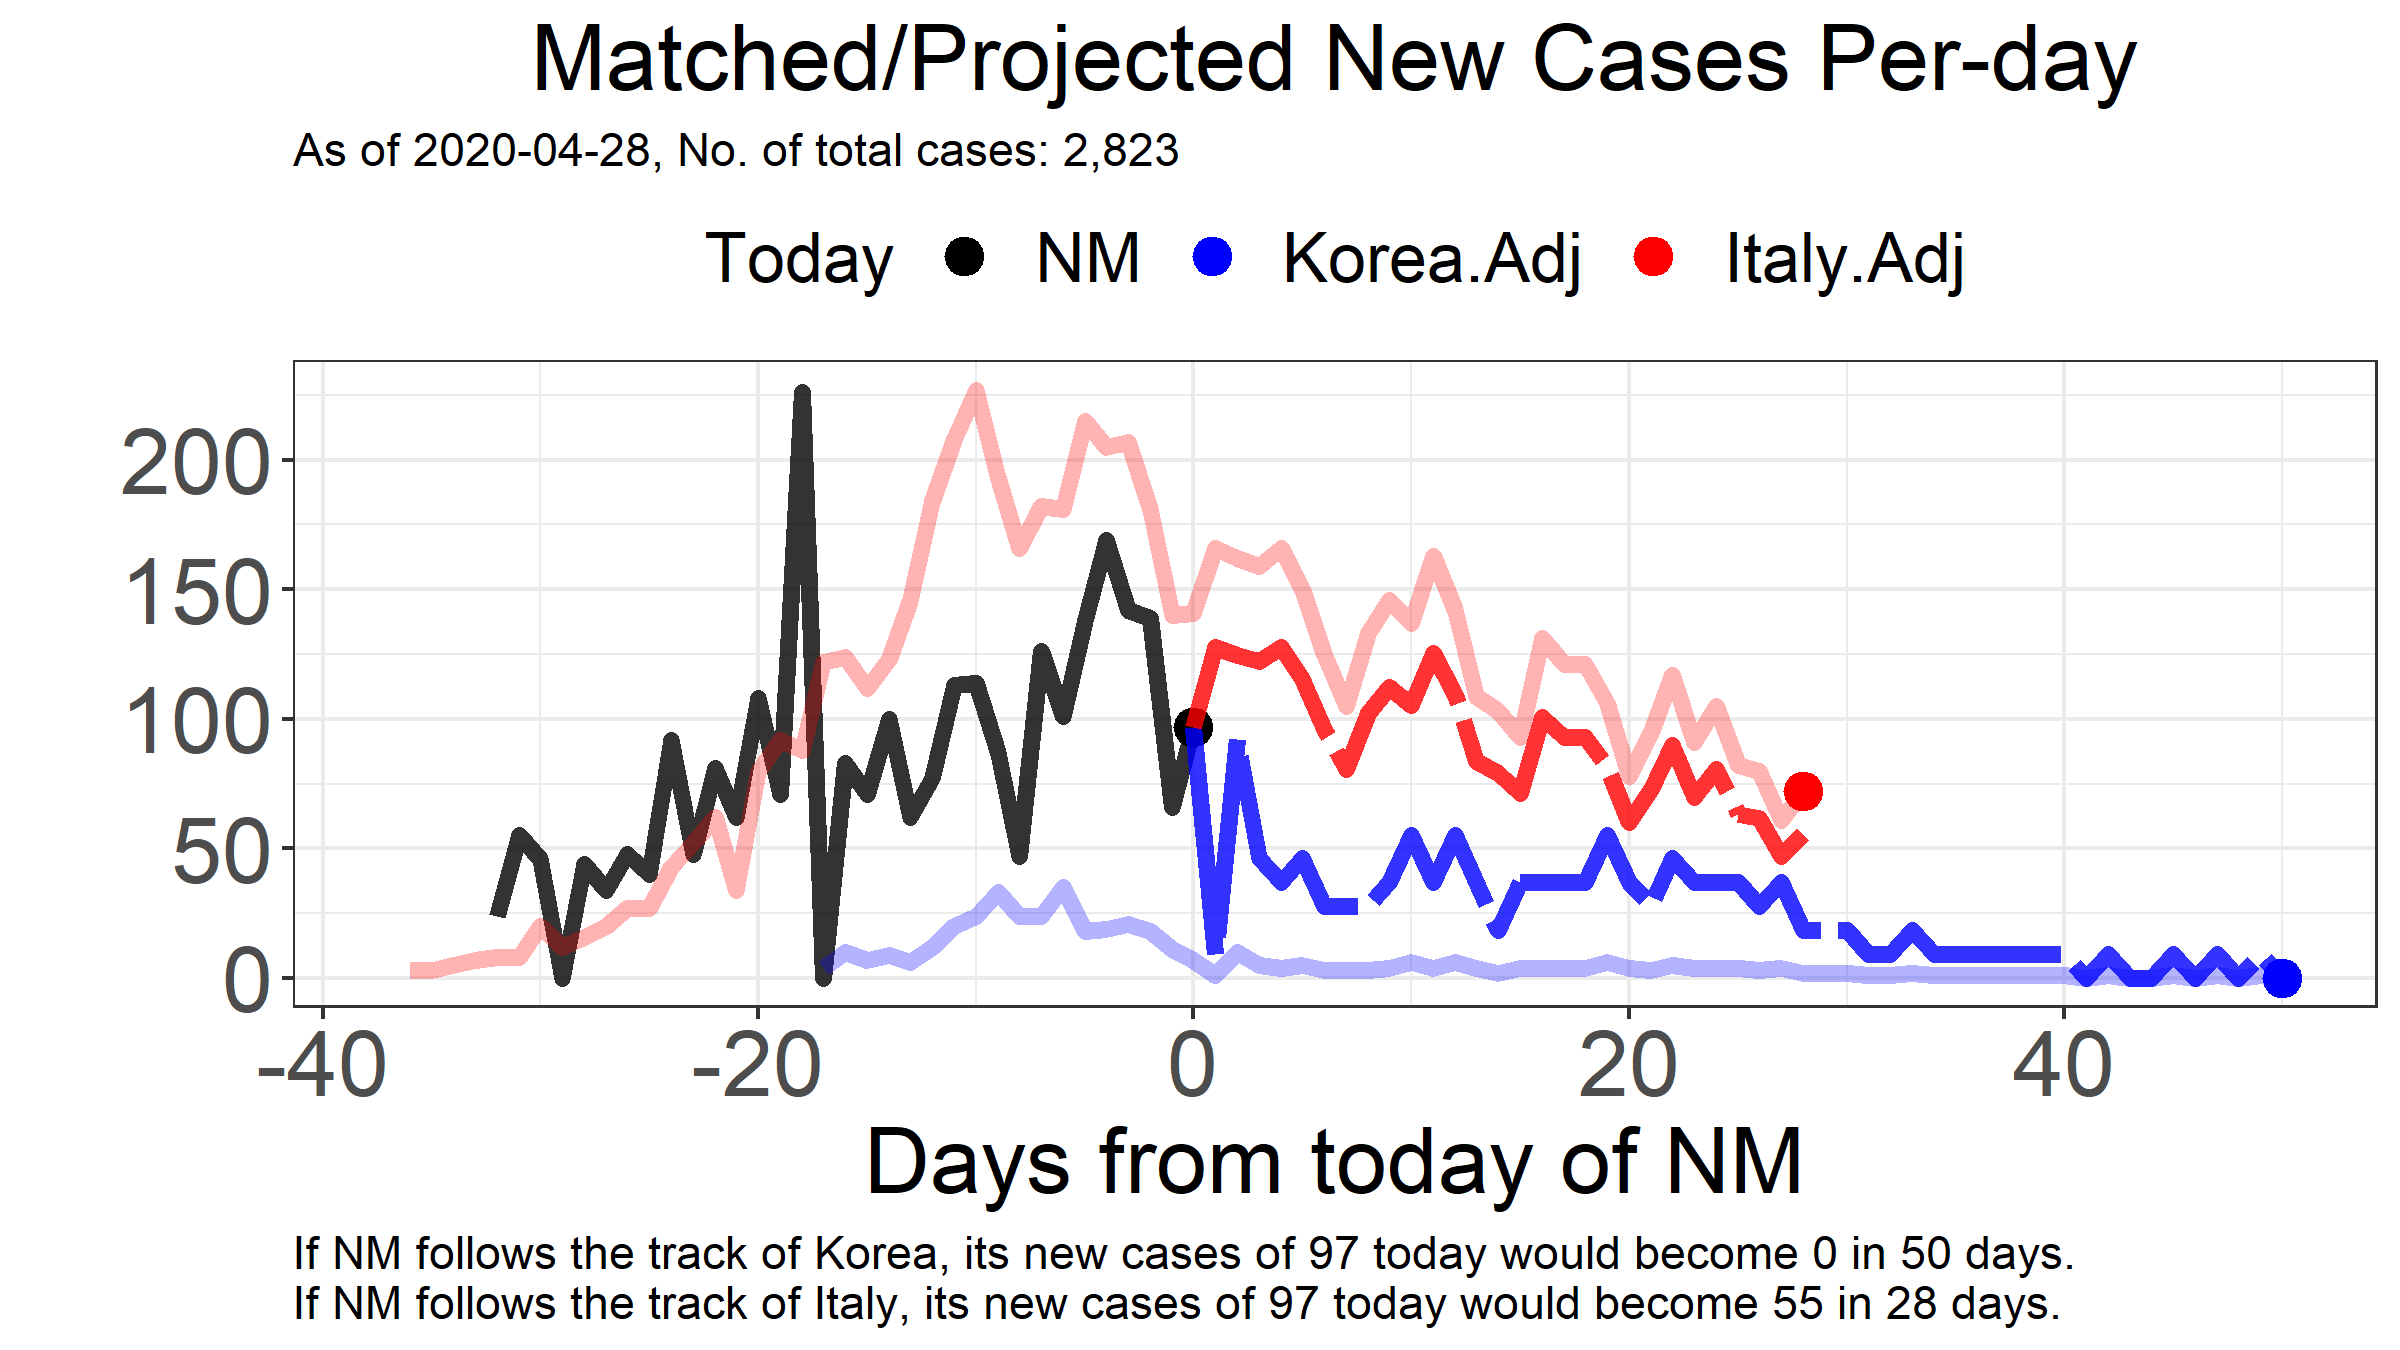 Matched/Projected New Cases Per-day
As of 2020-04-28, No. of total cases: 2,823
Today NM Korea.Adj Italy.Adj
200
150
100
50
0
-40 -20 0 20 40
Days from today of NM
If NM follows the track of Korea, its new cases of 97 today would become 0 in 50 days.
If NM follows the track of Italy, its new cases of 97 today would become 55 in 28 days.